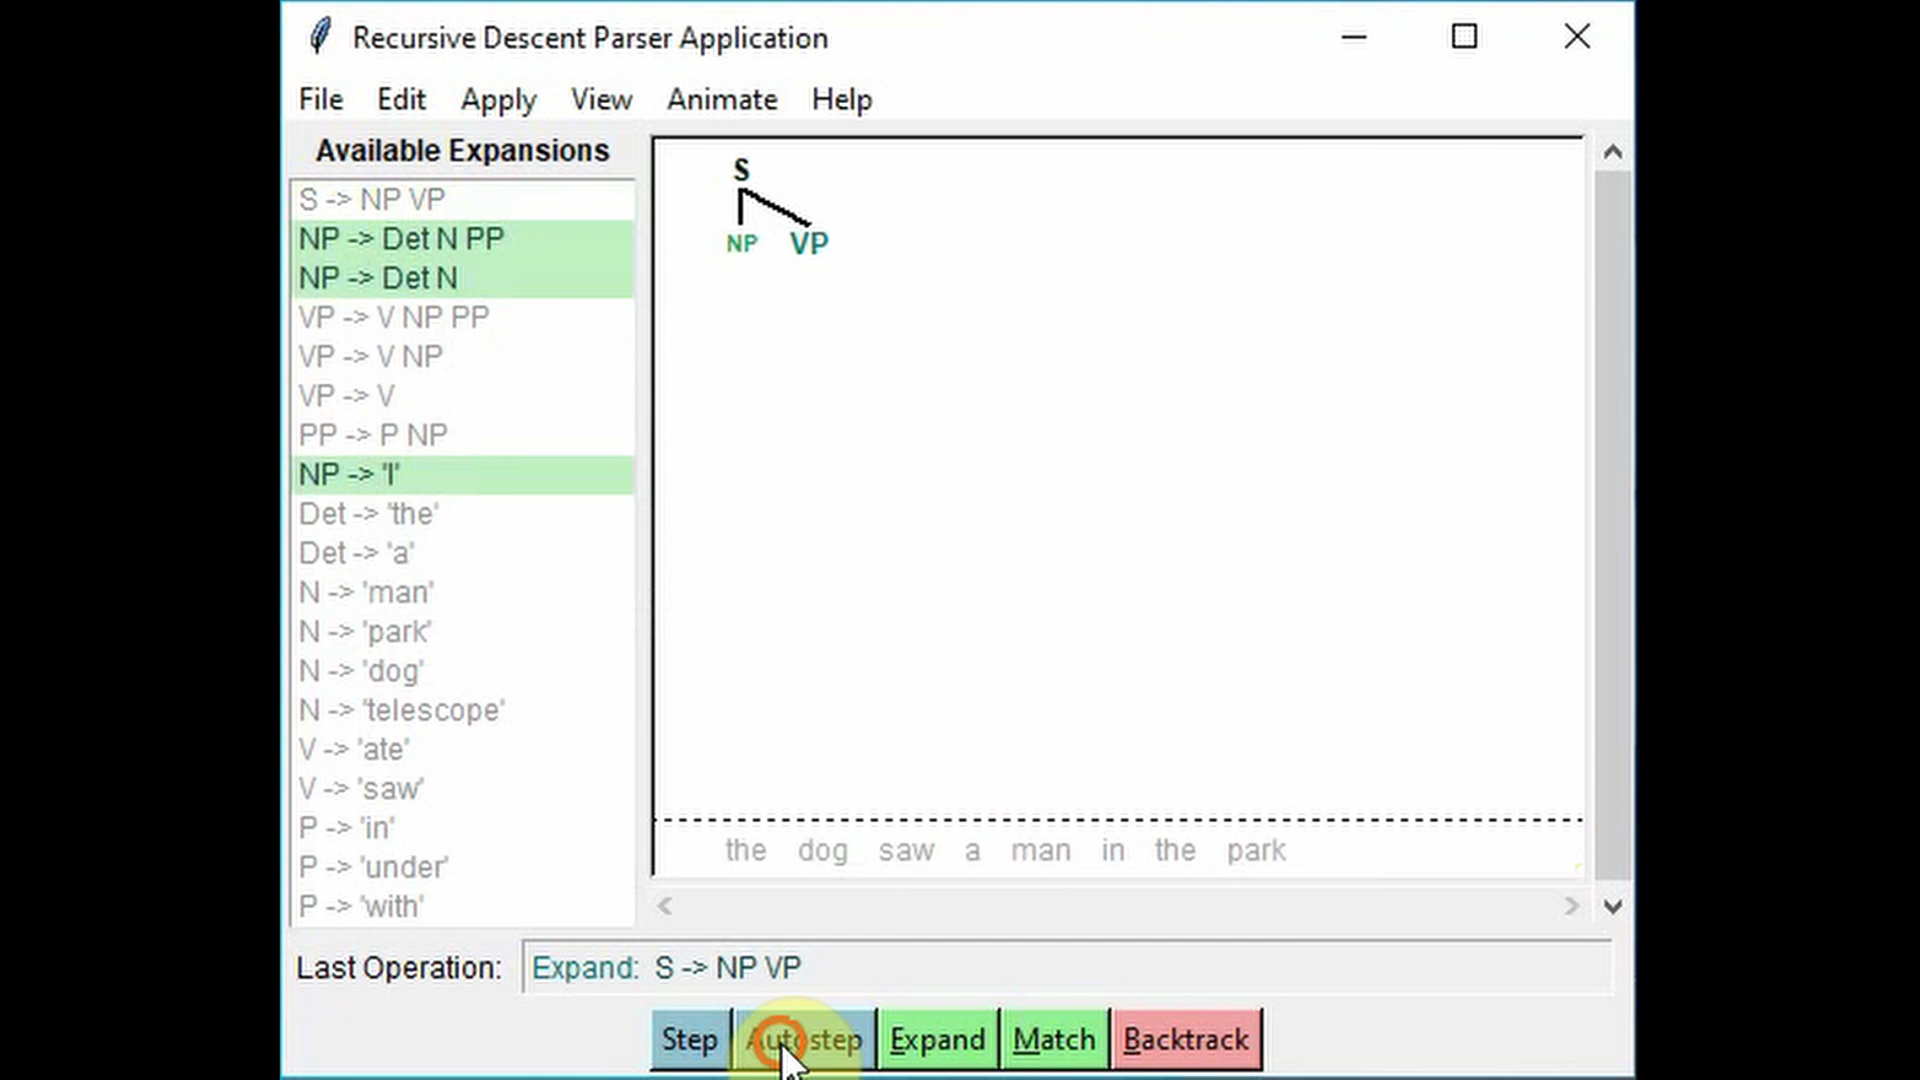 Recursive Descent Parser Application
File Edit Apply View Animate Help
Available Expansions
S -> NP VP
NP -> Det N PP
NP -> Det N
VP -> V NP PP
VP -> V NP
VP -> V
PP -> P NP
NP -> 'I'
Det -> 'the'
Det -> 'a'
N -> 'man'
N -> 'park'
N -> 'dog'
N -> 'telescope'
V -> 'ate'
V -> 'saw'
P -> 'in'
P -> 'under'
P -> 'with'
S
NP VP
the dog saw a man in the park
Last Operation: Expand: S -> NP VP
Step Autostep Expand Match Backtrack